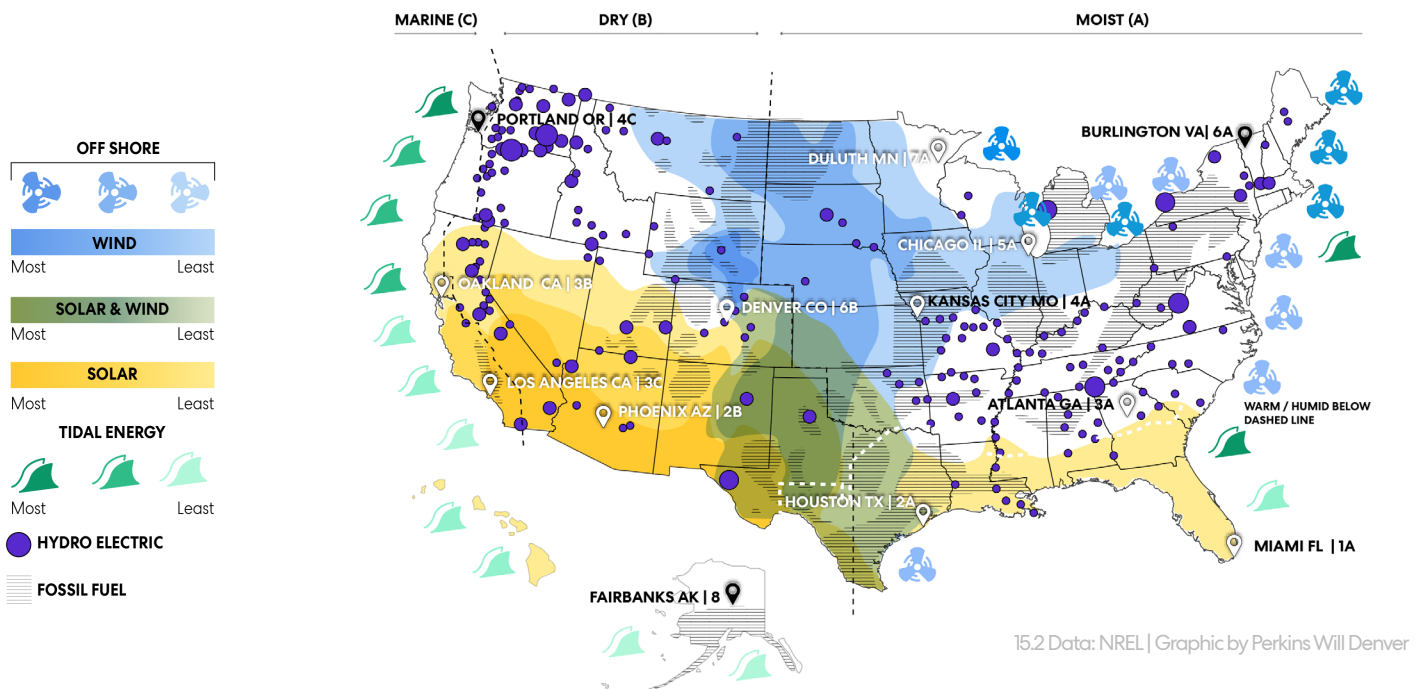 MARINE (C)
DRY (B)
MOIST (A)
OFF SHORE
WIND
Most
Least
SOLAR & WIND
Most
Least
SOLAR
Most
Least
TIDAL ENERGY
Most
Least
HYDRO ELECTRIC
FOSSIL FUEL
PORTLAND OR | 4C
DULUTH MN | 7A
BURLINGTON VA| 6A
CHICAGO IL | 5A
OAKLAND CA | 3B
DENVER CO | 6B
KANSAS CITY MO | 4A
LOS ANGELES CA | 3C
PHOENIX AZ | 2B
ATLANTA GA | 3A
WARM / HUMID BELOW
DASHED LINE
HOUSTON TX | 2A
MIAMI FL | 1A
FAIRBANKS AK | 8
15.2 Data: NREL | Graphic by Perkins Will Denver